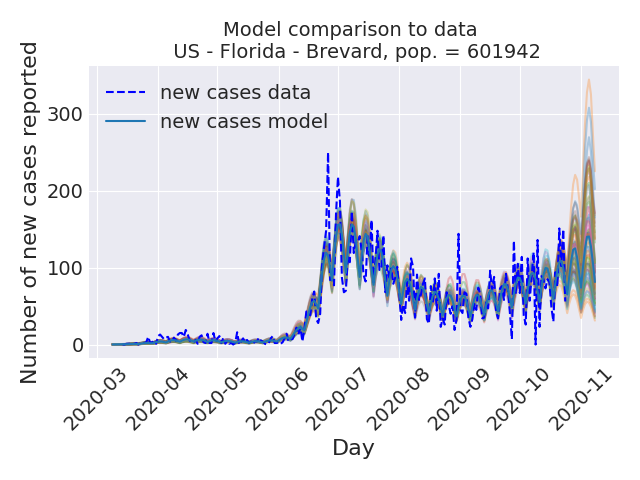 Model comparison to data
US - Florida - Brevard, pop. = 601942
Number of new cases reported
300
200
100
0
new cases data
new cases model
2020-03
2020-04
2020-05
2020-06
2020-07
2020-08
2020-09
2020-10
2020-11
Day